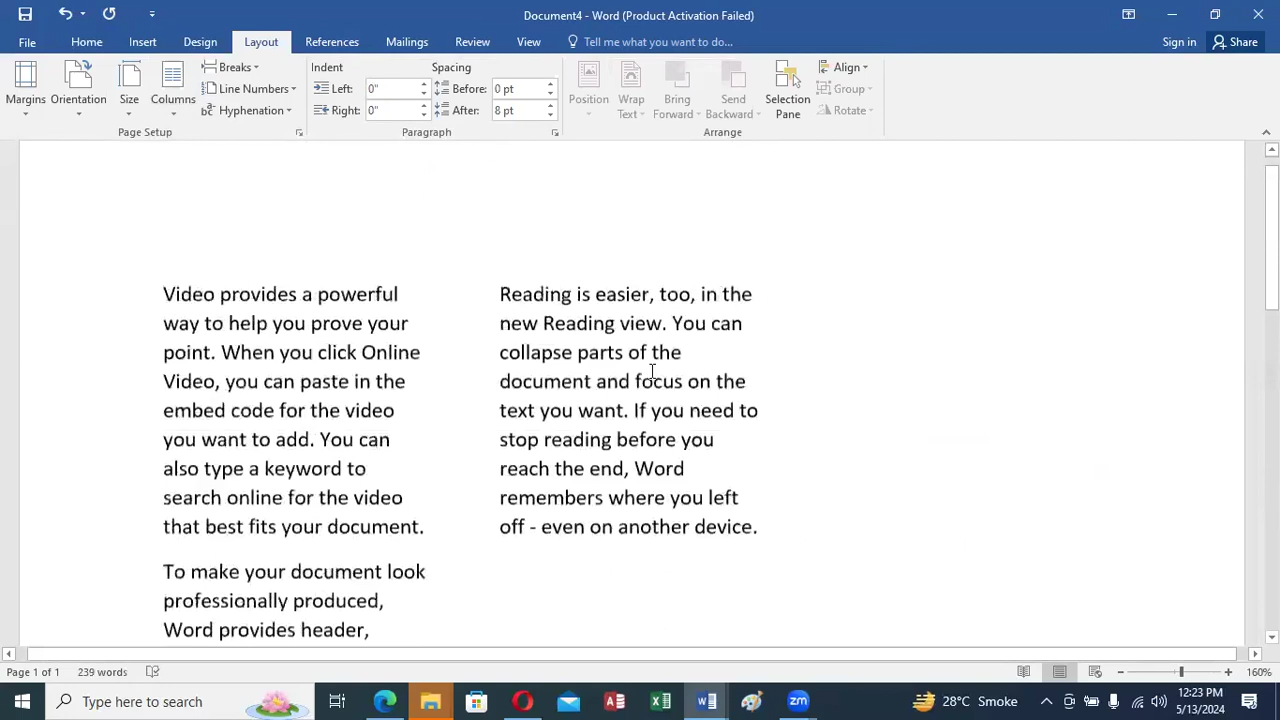 Document4 - Word (Product Activation Failed)
File Home Insert Design Layout References Mailings Review View Tell me what you want to do... Sign in Share
Margins
Orientation
Size
Columns
Breaks
Line Numbers
Hyphenation
Page Setup
Indent
Left: 0"
Right: 0"
Spacing
Before: 0 pt
After: 8 pt
Paragraph
Position
Wrap
Text
Bring
Forward
Send
Backward
Selection
Pane
Align
Group
Rotate
Arrange
Video provides a powerful
way to help you prove your
point. When you click Online
Video, you can paste in the
embed code for the video
you want to add. You can
also type a keyword to
search online for the video
that best fits your document.
To make your document look
professionally produced,
Word provides header,
Reading is easier, too, in the
new Reading view. You can
collapse parts of the
document and focus on the
text you want. If you need to
stop reading before you
reach the end, Word
remembers where you left
off - even on another device.
Page 1 of 1 239 words 160%
Type here to search
28°C Smoke
12:23 PM
5/13/2024